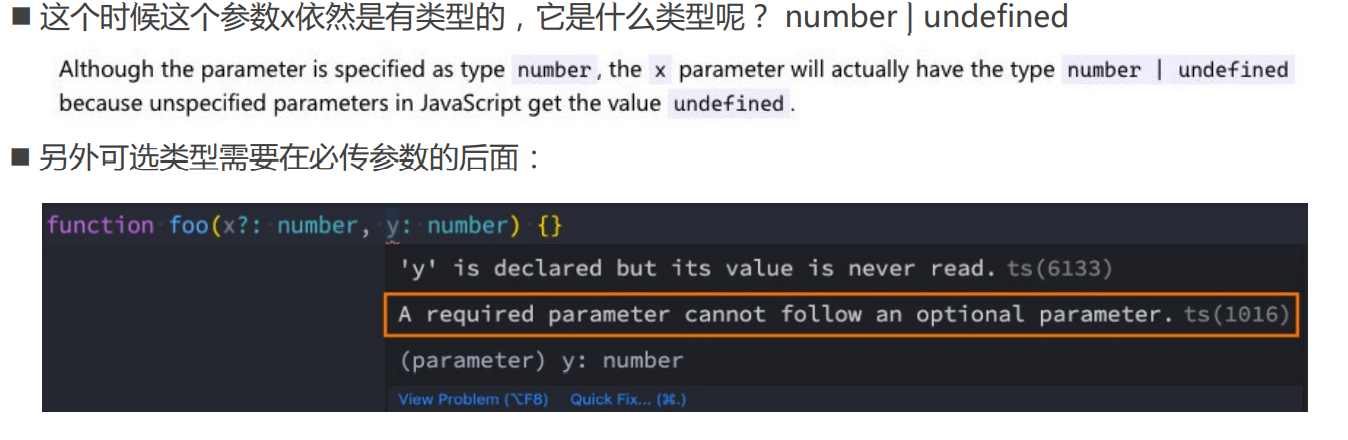 ■ 这个时候这个参数x依然是有类型的，它是什么类型呢？ number | undefined
Although the parameter is specified as type number, the x parameter will actually have the type number | undefined
because unspecified parameters in JavaScript get the value undefined.
■ 另外可选类型需要在必传参数的后面：
function foo(x?: number, y: number) {}
'y' is declared but its value is never read. ts(6133)
A required parameter cannot follow an optional parameter. ts(1016)
(parameter) y: number
View Problem (⌥F8) Quick Fix... (⌘.)